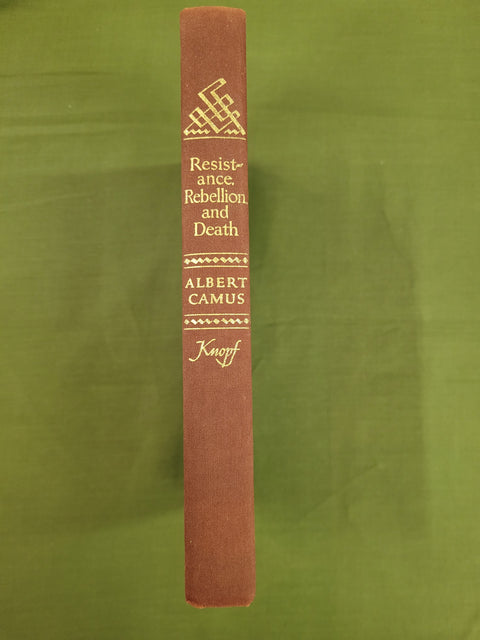 Resist-
ance,
Rebellion,
and
Death
ALBERT
CAMUS
Knopf